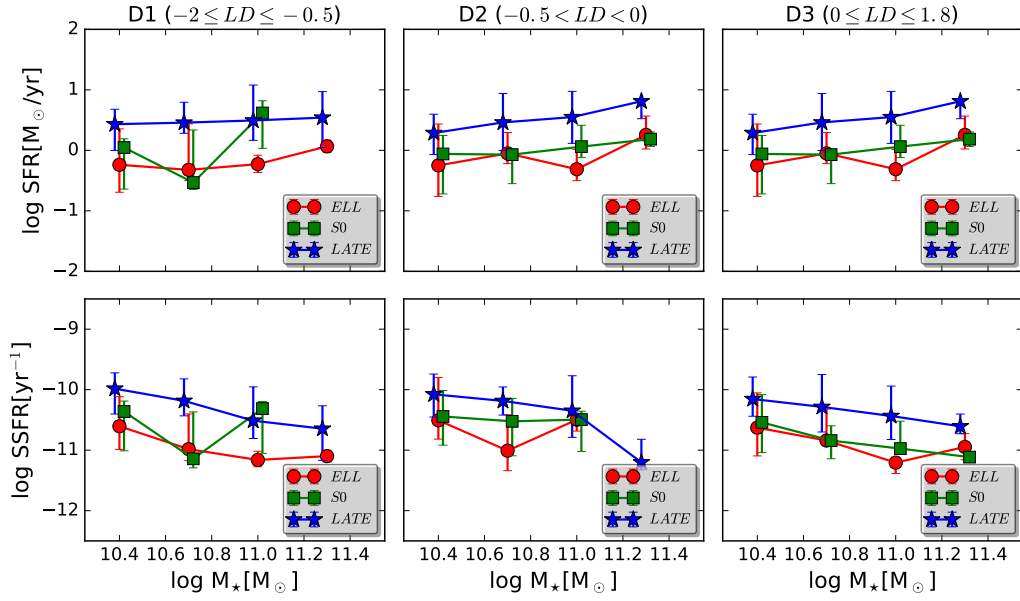 D1 (−2 ≤ LD ≤ −0.5)
D2 (−0.5 < LD < 0)
D3 (0 ≤ LD ≤ 1.8)
log SFR[M⊙/yr]
2
1
0
−1
−2
ELL
S0
LATE
ELL
S0
LATE
ELL
S0
LATE
log SSFR[yr⁻¹]
−9
−10
−11
−12
ELL
S0
LATE
ELL
S0
LATE
ELL
S0
LATE
10.4 10.6 10.8 11.0 11.2 11.4
10.4 10.6 10.8 11.0 11.2 11.4
10.4 10.6 10.8 11.0 11.2 11.4
log M⋆[M⊙]
log M⋆[M⊙]
log M⋆[M⊙]